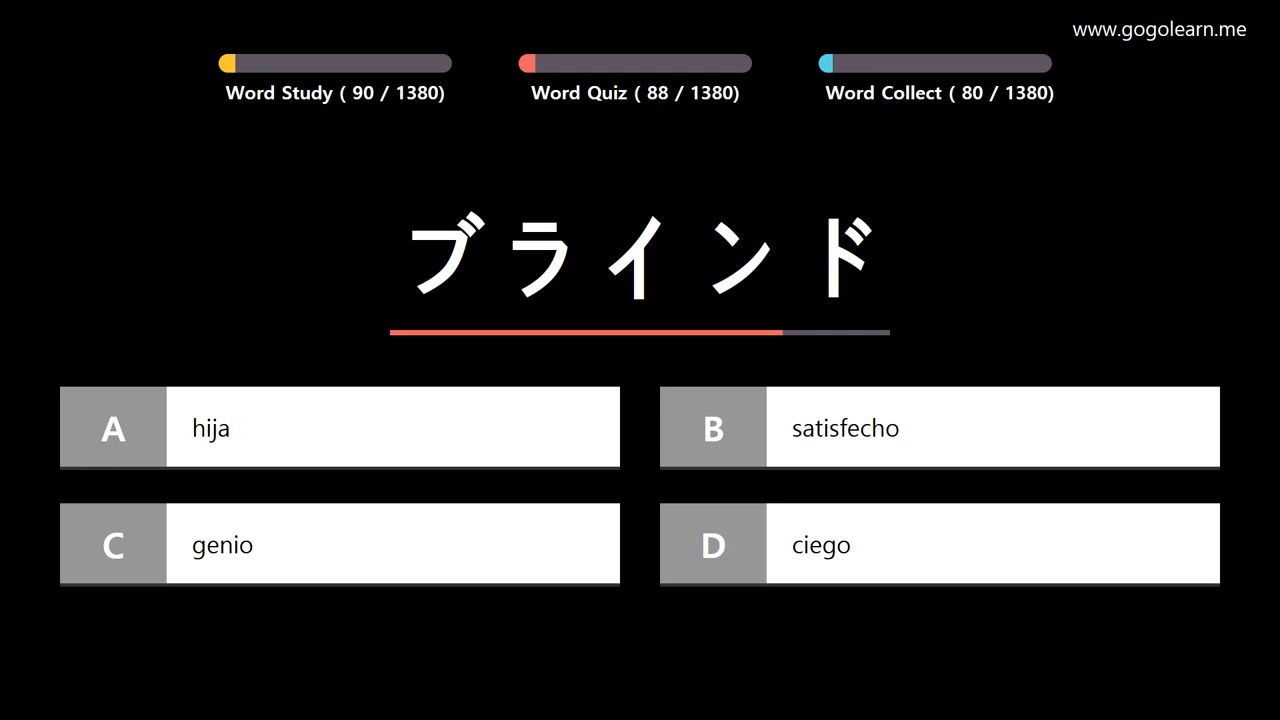 www.gogolearn.me
Word Study ( 90 / 1380)
Word Quiz ( 88 / 1380)
Word Collect ( 80 / 1380)
ブラインド
A hija
B satisfecho
C genio
D ciego